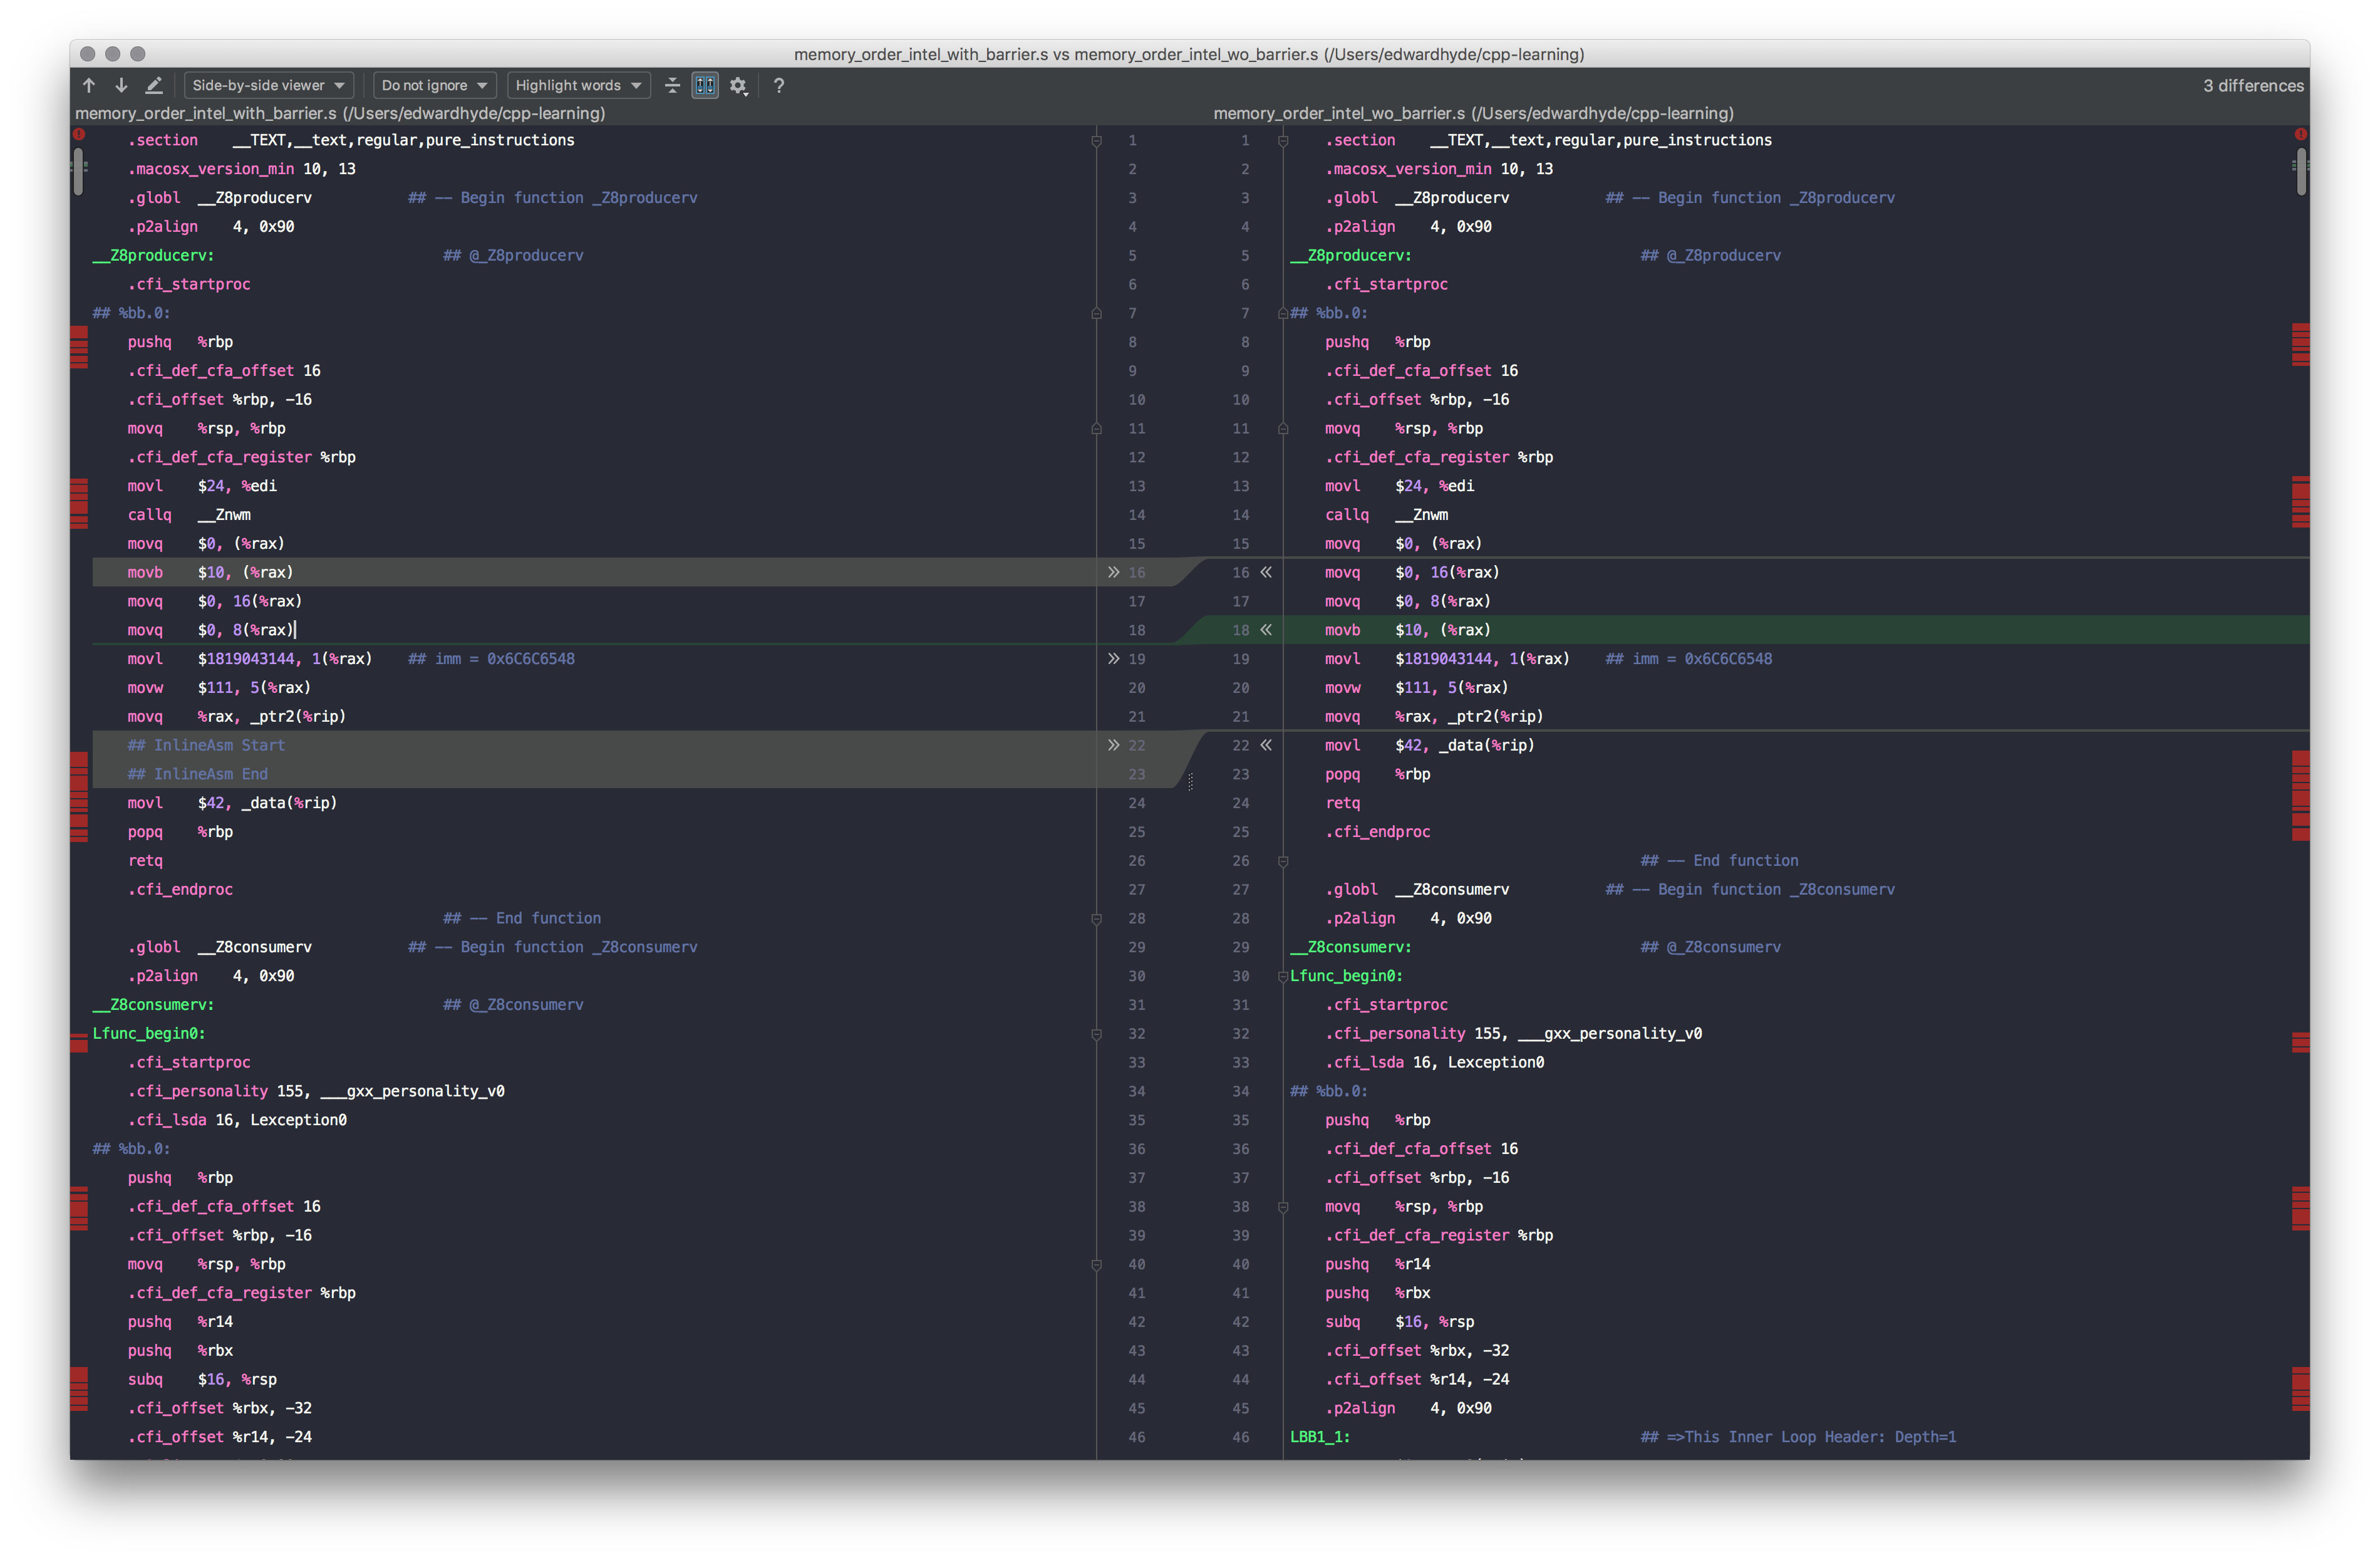 memory_order_intel_with_barrier.s vs memory_order_intel_wo_barrier.s (/Users/edwardhyde/cpp-learning)
Side-by-side viewer Do not ignore Highlight words ? 3 differences
memory_order_intel_with_barrier.s (/Users/edwardhyde/cpp-learning)
.section __TEXT,__text,regular,pure_instructions 1
.macosx_version_min 10, 13 2
.globl __Z8producerv ## -- Begin function _Z8producerv 3
.p2align 4, 0x90 4
__Z8producerv: ## @_Z8producerv 5
.cfi_startproc 6
## %bb.0: 7
pushq %rbp 8
.cfi_def_cfa_offset 16 9
.cfi_offset %rbp, -16 10
movq %rsp, %rbp 11
.cfi_def_cfa_register %rbp 12
movl $24, %edi 13
callq __Znwm 14
movq $0, (%rax) 15
movb $10, (%rax) » 16
movq $0, 16(%rax) 17
movq $0, 8(%rax) 18
movl $1819043144, 1(%rax) ## imm = 0x6C6C6548 » 19
movw $111, 5(%rax) 20
movq %rax, _ptr2(%rip) 21
## InlineAsm Start » 22
## InlineAsm End 23
movl $42, _data(%rip) 24
popq %rbp 25
retq 26
.cfi_endproc 27
## -- End function 28
.globl __Z8consumerv ## -- Begin function _Z8consumerv 29
.p2align 4, 0x90 30
__Z8consumerv: ## @_Z8consumerv 31
Lfunc_begin0: 32
.cfi_startproc 33
.cfi_personality 155, ___gxx_personality_v0 34
.cfi_lsda 16, Lexception0 35
## %bb.0: 36
pushq %rbp 37
.cfi_def_cfa_offset 16 38
.cfi_offset %rbp, -16 39
movq %rsp, %rbp 40
.cfi_def_cfa_register %rbp 41
pushq %r14 42
pushq %rbx 43
subq $16, %rsp 44
.cfi_offset %rbx, -32 45
.cfi_offset %r14, -24 46
memory_order_intel_wo_barrier.s (/Users/edwardhyde/cpp-learning)
1 .section __TEXT,__text,regular,pure_instructions
2 .macosx_version_min 10, 13
3 .globl __Z8producerv ## -- Begin function _Z8producerv
4 .p2align 4, 0x90
5 __Z8producerv: ## @_Z8producerv
6 .cfi_startproc
7 ## %bb.0:
8 pushq %rbp
9 .cfi_def_cfa_offset 16
10 .cfi_offset %rbp, -16
11 movq %rsp, %rbp
12 .cfi_def_cfa_register %rbp
13 movl $24, %edi
14 callq __Znwm
15 movq $0, (%rax)
16 « movq $0, 16(%rax)
17 movq $0, 8(%rax)
18 « movb $10, (%rax)
19 movl $1819043144, 1(%rax) ## imm = 0x6C6C6548
20 movw $111, 5(%rax)
21 movq %rax, _ptr2(%rip)
22 « movl $42, _data(%rip)
23 popq %rbp
24 retq
25 .cfi_endproc
26 ## -- End function
27 .globl __Z8consumerv ## -- Begin function _Z8consumerv
28 .p2align 4, 0x90
29 __Z8consumerv: ## @_Z8consumerv
30 Lfunc_begin0:
31 .cfi_startproc
32 .cfi_personality 155, ___gxx_personality_v0
33 .cfi_lsda 16, Lexception0
34 ## %bb.0:
35 pushq %rbp
36 .cfi_def_cfa_offset 16
37 .cfi_offset %rbp, -16
38 movq %rsp, %rbp
39 .cfi_def_cfa_register %rbp
40 pushq %r14
41 pushq %rbx
42 subq $16, %rsp
43 .cfi_offset %rbx, -32
44 .cfi_offset %r14, -24
45 .p2align 4, 0x90
46 LBB1_1: ## =>This Inner Loop Header: Depth=1